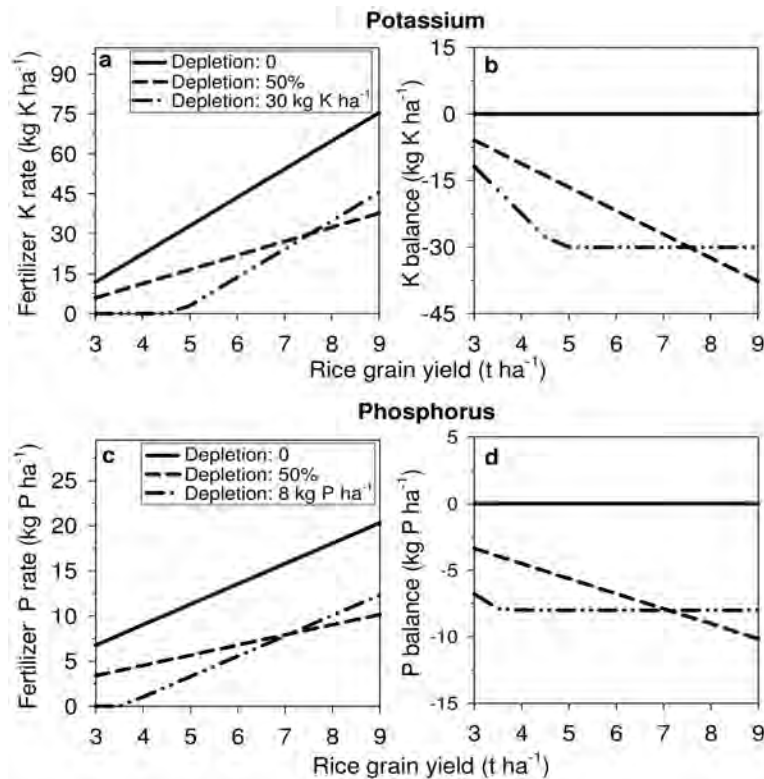 Potassium
a
Depletion: 0
Depletion: 50%
Depletion: 30 kg K ha⁻¹
Fertilizer K rate (kg K ha⁻¹)
90
75
60
45
30
15
0
3 4 5 6 7 8 9
b
K balance (kg K ha⁻¹)
15
0
-15
-30
-45
3 4 5 6 7 8 9
Rice grain yield (t ha⁻¹)
Phosphorus
c
Depletion: 0
Depletion: 50%
Depletion: 8 kg P ha⁻¹
Fertilizer P rate (kg P ha⁻¹)
25
20
15
10
5
0
3 4 5 6 7 8 9
d
P balance (kg P ha⁻¹)
5
0
-5
-10
-15
3 4 5 6 7 8 9
Rice grain yield (t ha⁻¹)